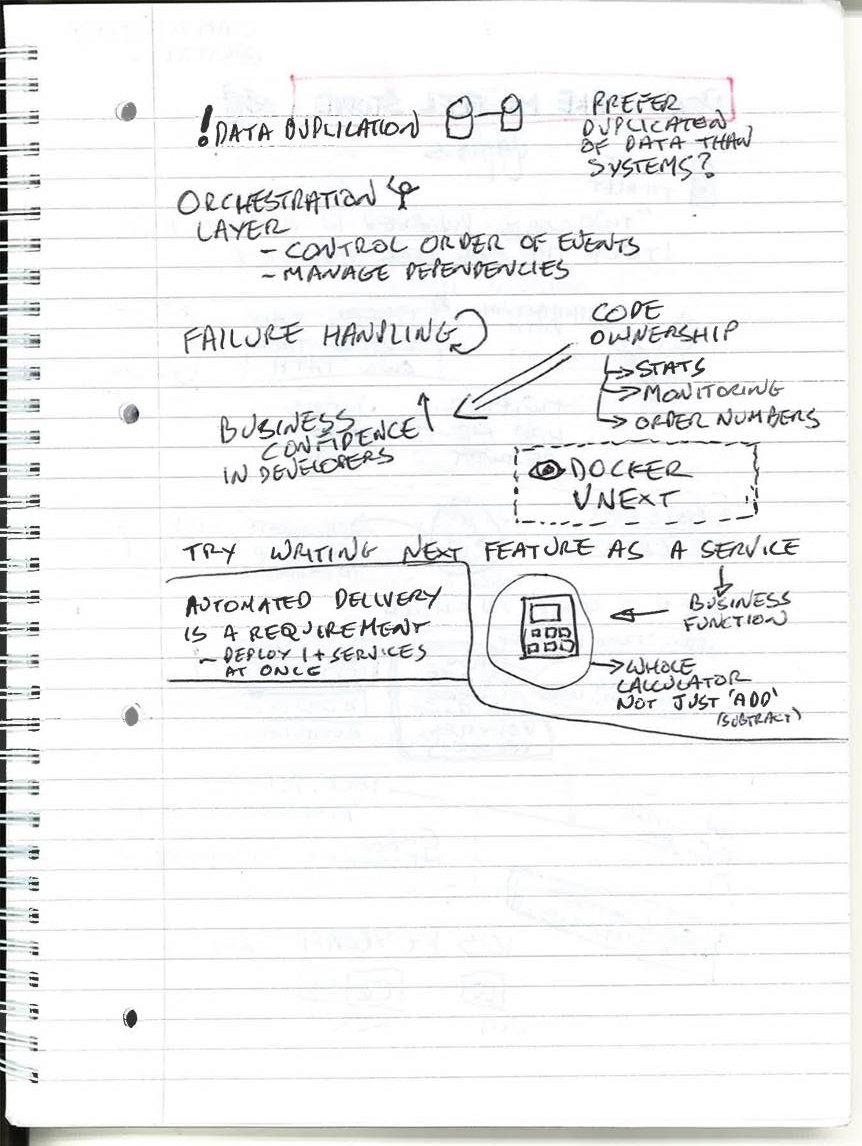 ! DATA DUPLICATION
PREFER
DUPLICATION
OF DATA THAN
SYSTEMS?
ORCHESTRATION
LAYER
- CONTROL ORDER OF EVENTS
- MANAGE DEPENDENCIES
FAILURE HANDLING
CODE
OWNERSHIP
→ STATS
→ MONITORING
→ ORDER NUMBERS
BUSINESS
CONFIDENCE
IN DEVELOPERS
DOCKER
VNEXT
TRY WRITING NEXT FEATURE AS A SERVICE
AUTOMATED DELIVERY
IS A REQUIREMENT
- DEPLOY 1+ SERVICES
AT ONCE
BUSINESS
FUNCTION
→ WHOLE
CALCULATOR
NOT JUST 'ADD'
(SUBTRACT)